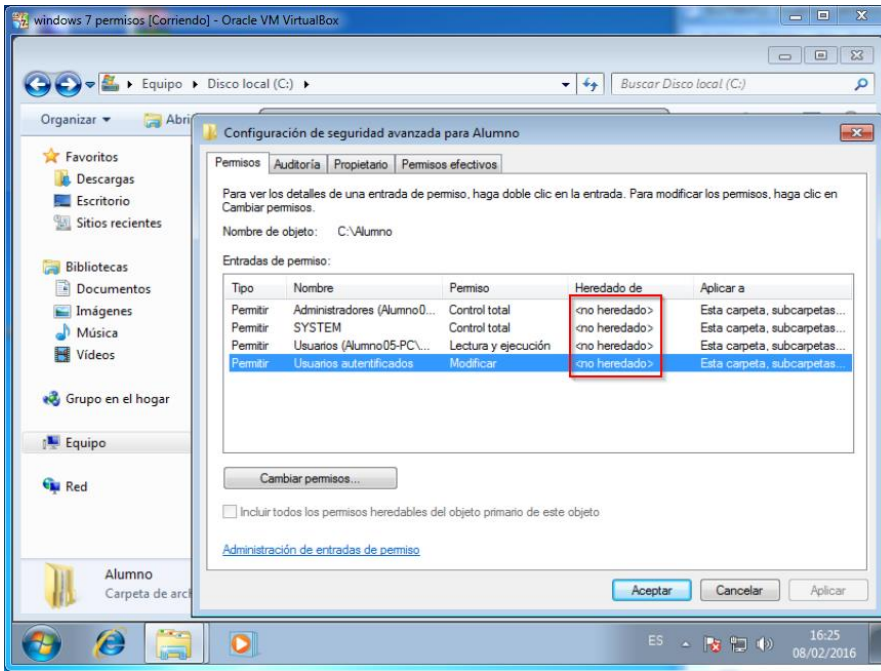 windows 7 permisos [Corriendo] - Oracle VM VirtualBox
Equipo Disco local (C:)
Buscar Disco local (C:)
Organizar
Favoritos
Descargas
Escritorio
Sitios recientes
Bibliotecas
Documentos
Imágenes
Música
Vídeos
Grupo en el hogar
Equipo
Red
Alumno
Configuración de seguridad avanzada para Alumno
Permisos Auditoría Propietario Permisos efectivos
Para ver los detalles de una entrada de permiso, haga doble clic en la entrada. Para modificar los permisos, haga clic en
Cambiar permisos.
Nombre de objeto: C:\Alumno
Entradas de permiso:
Tipo Nombre Permiso Heredado de Aplicar a
Permitir Administradores (Alumno0... Control total <no heredado> Esta carpeta, subcarpetas...
Permitir SYSTEM Control total <no heredado> Esta carpeta, subcarpetas...
Permitir Usuarios (Alumno05-PC\... Lectura y ejecución <no heredado> Esta carpeta, subcarpetas...
Permitir Usuarios autentificados Modificar <no heredado> Esta carpeta, subcarpetas...
Cambiar permisos...
Incluir todos los permisos heredables del objeto primario de este objeto
Administración de entradas de permiso
Aceptar Cancelar Aplicar
Carpeta de
ES
16:25
08/02/2016